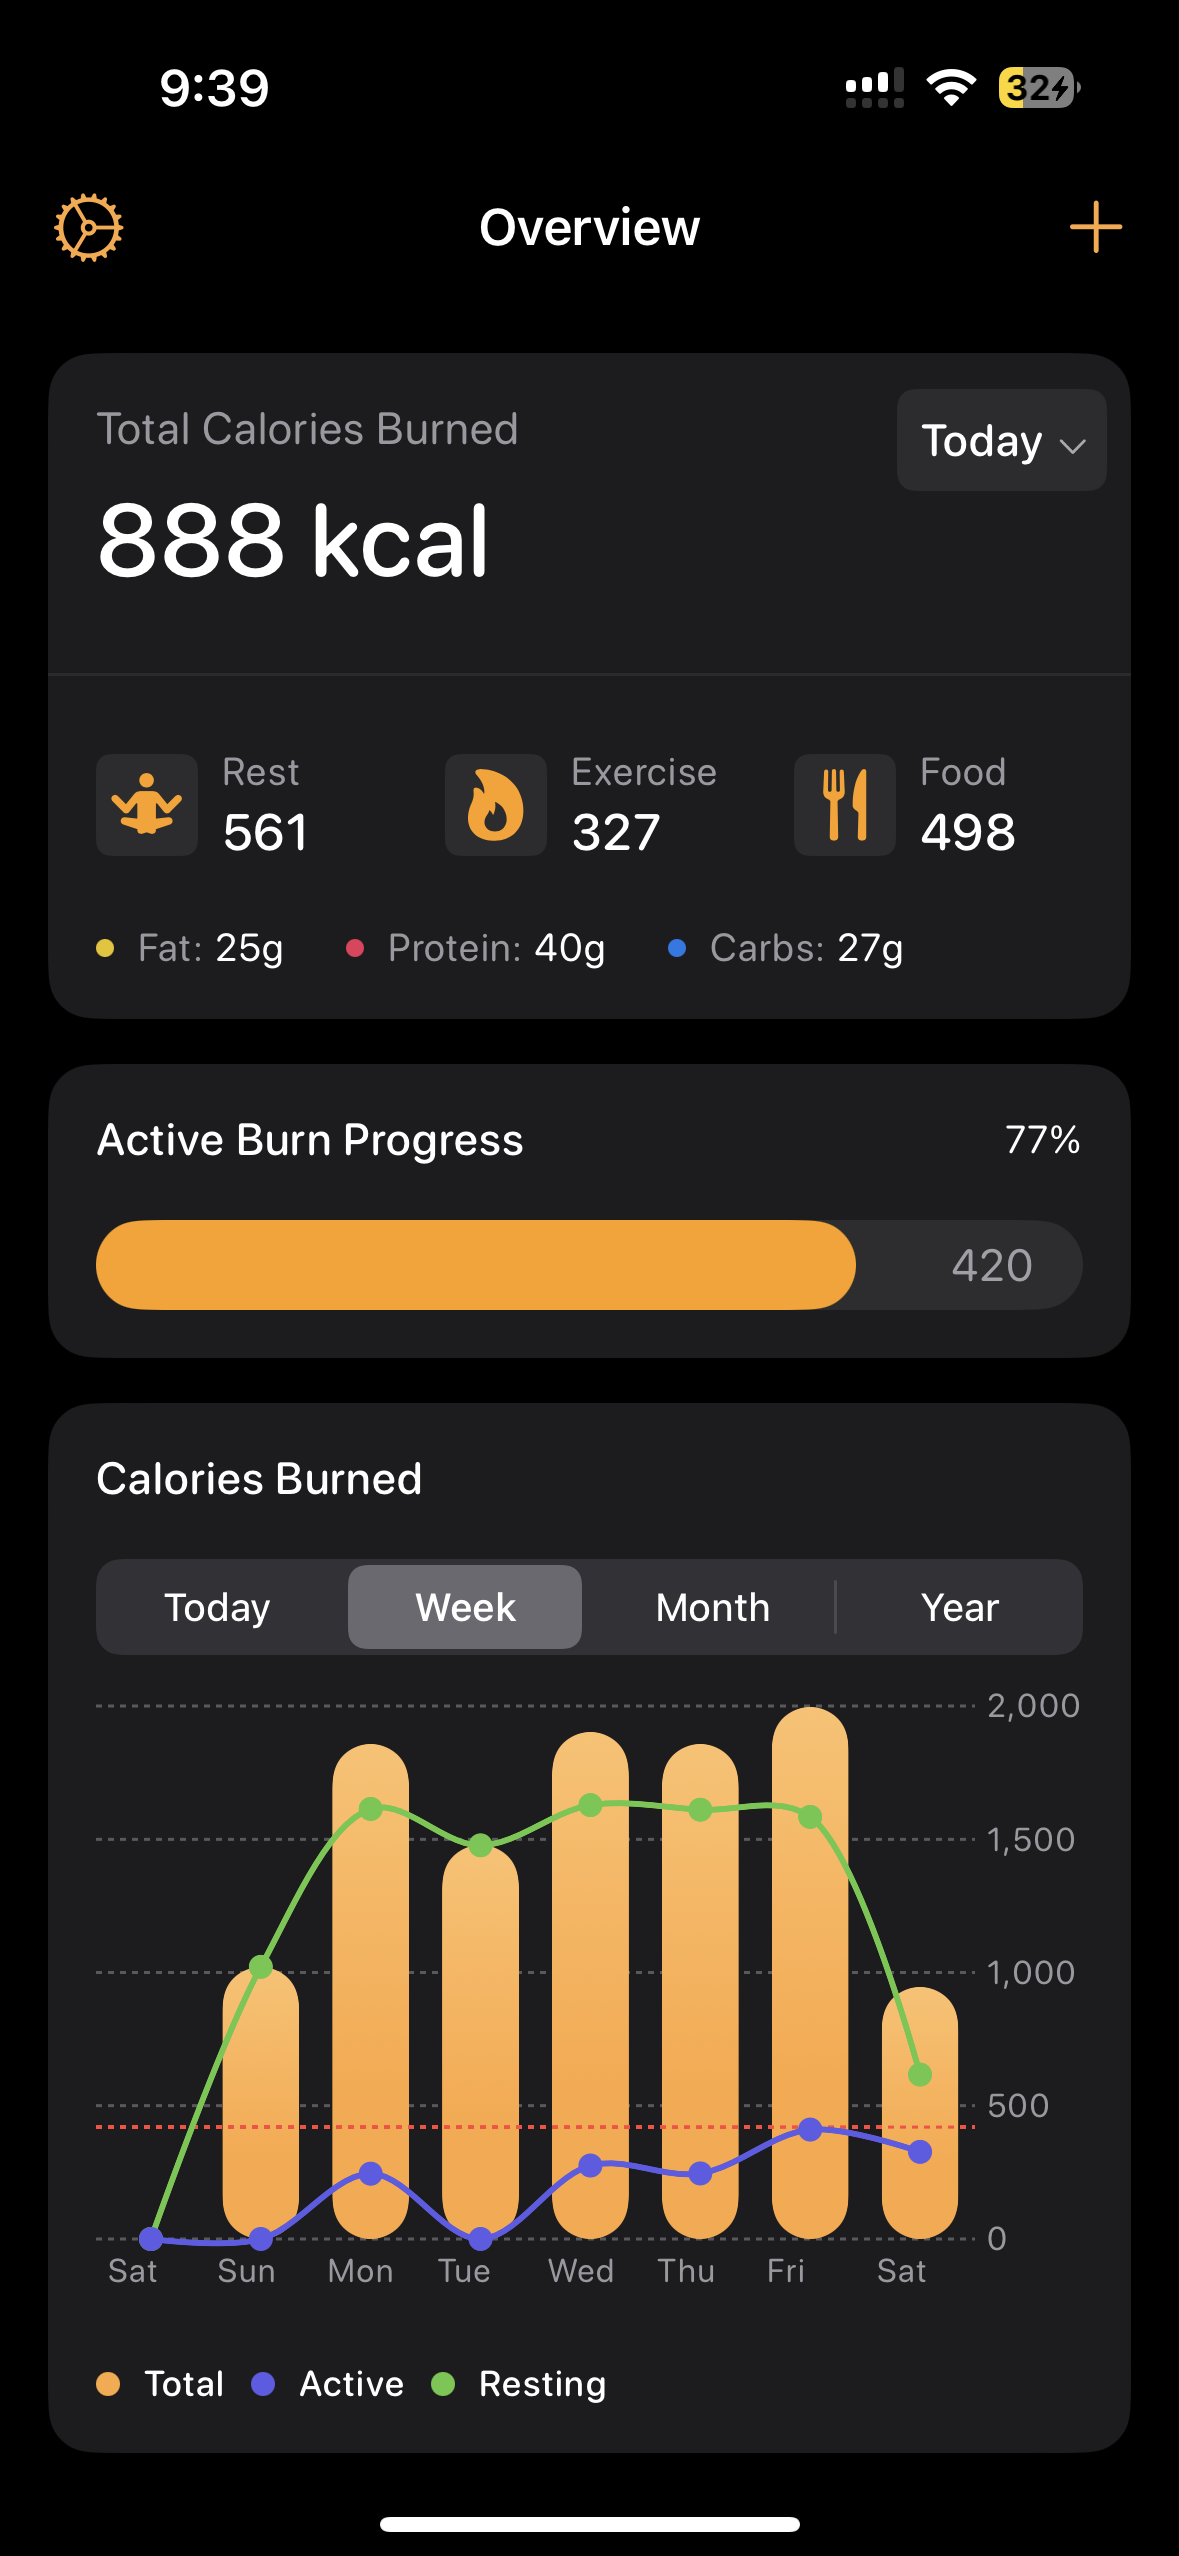 9:39
32
Overview
Total Calories Burned
Today
888 kcal
Rest
561
Exercise
327
Food
498
Fat: 25g
Protein: 40g
Carbs: 27g
Active Burn Progress
77%
420
Calories Burned
Today
Week
Month
Year
2,000
1,500
1,000
500
0
Sat Sun Mon Tue Wed Thu Fri Sat
Total Active Resting